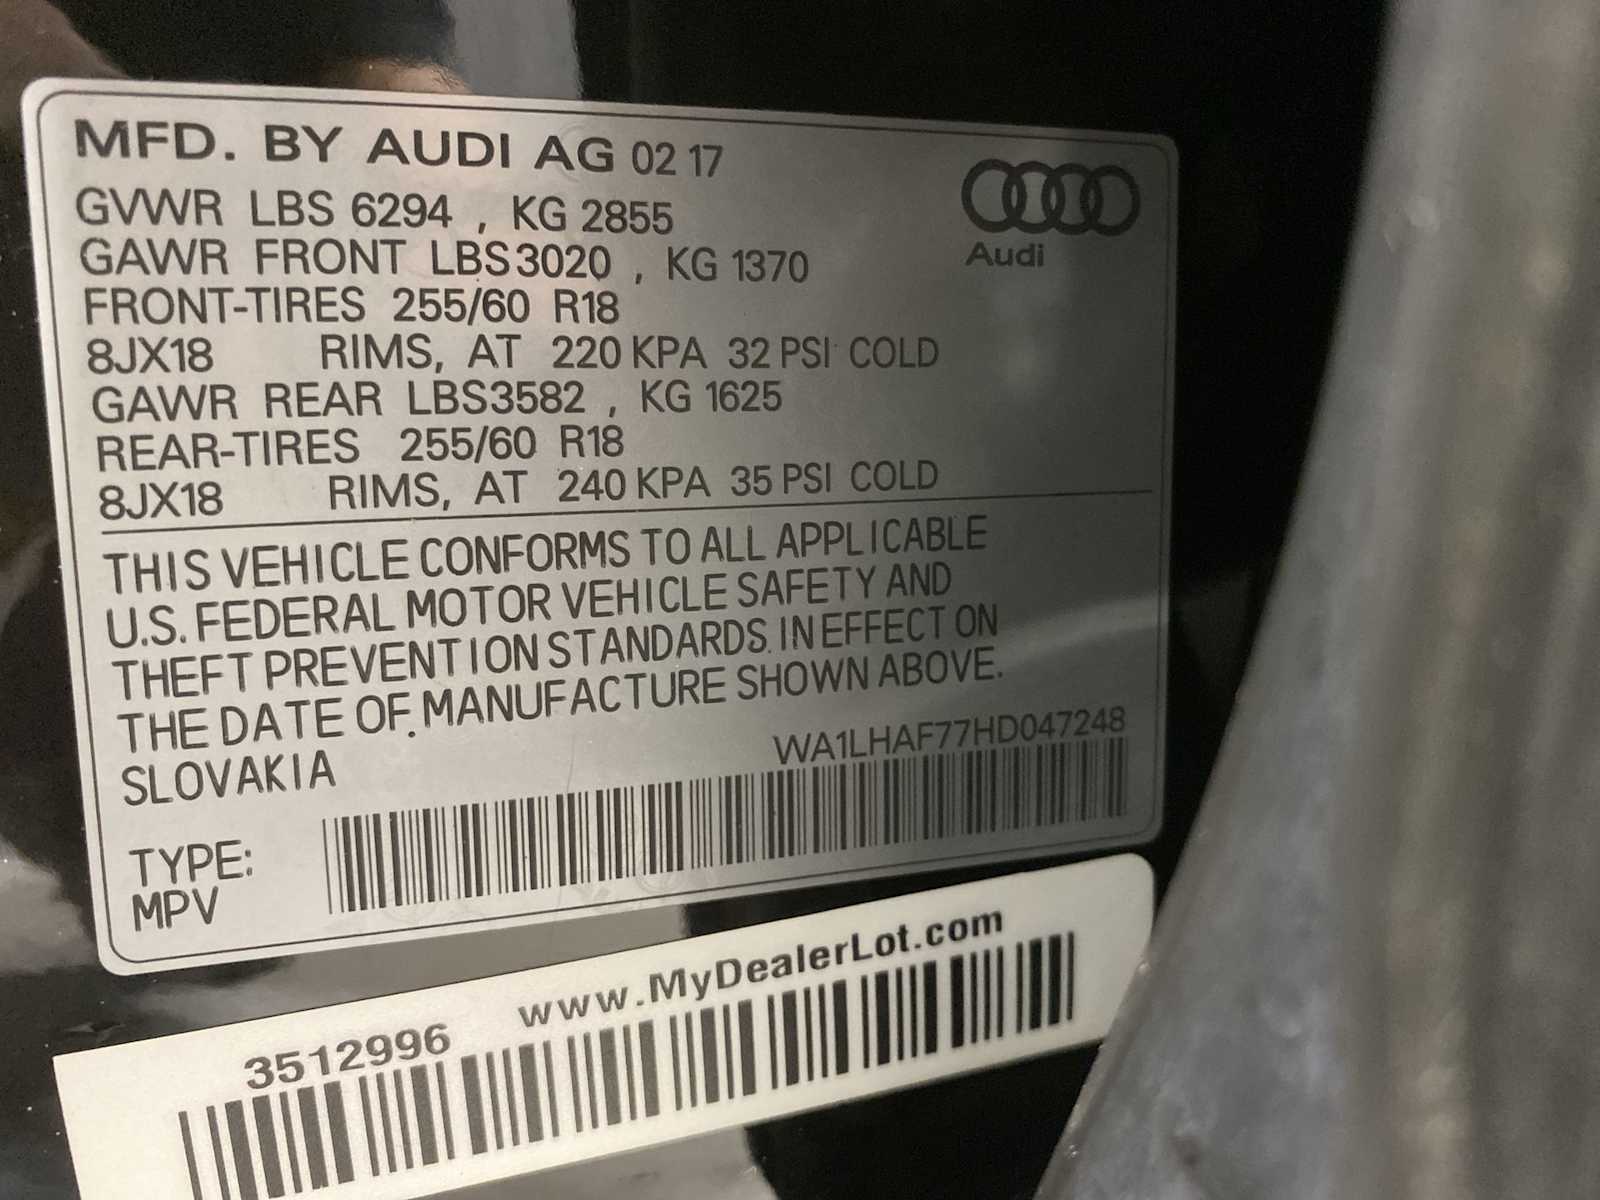 MFD. BY AUDI AG 02 17
GVWR LBS 6294 , KG 2855
GAWR FRONT LBS3020 , KG 1370
FRONT-TIRES 255/60 R18
8JX18 RIMS, AT 220 KPA 32 PSI COLD
GAWR REAR LBS3582 , KG 1625
REAR-TIRES 255/60 R18
8JX18 RIMS, AT 240 KPA 35 PSI COLD
Audi
THIS VEHICLE CONFORMS TO ALL APPLICABLE
U.S. FEDERAL MOTOR VEHICLE SAFETY AND
THEFT PREVENTION STANDARDS. IN EFFECT ON
THE DATE OF MANUFACTURE SHOWN ABOVE.
SLOVAKIA
WA1LHAF77HD047248
TYPE:
MPV
www.MyDealerLot.com
3512996